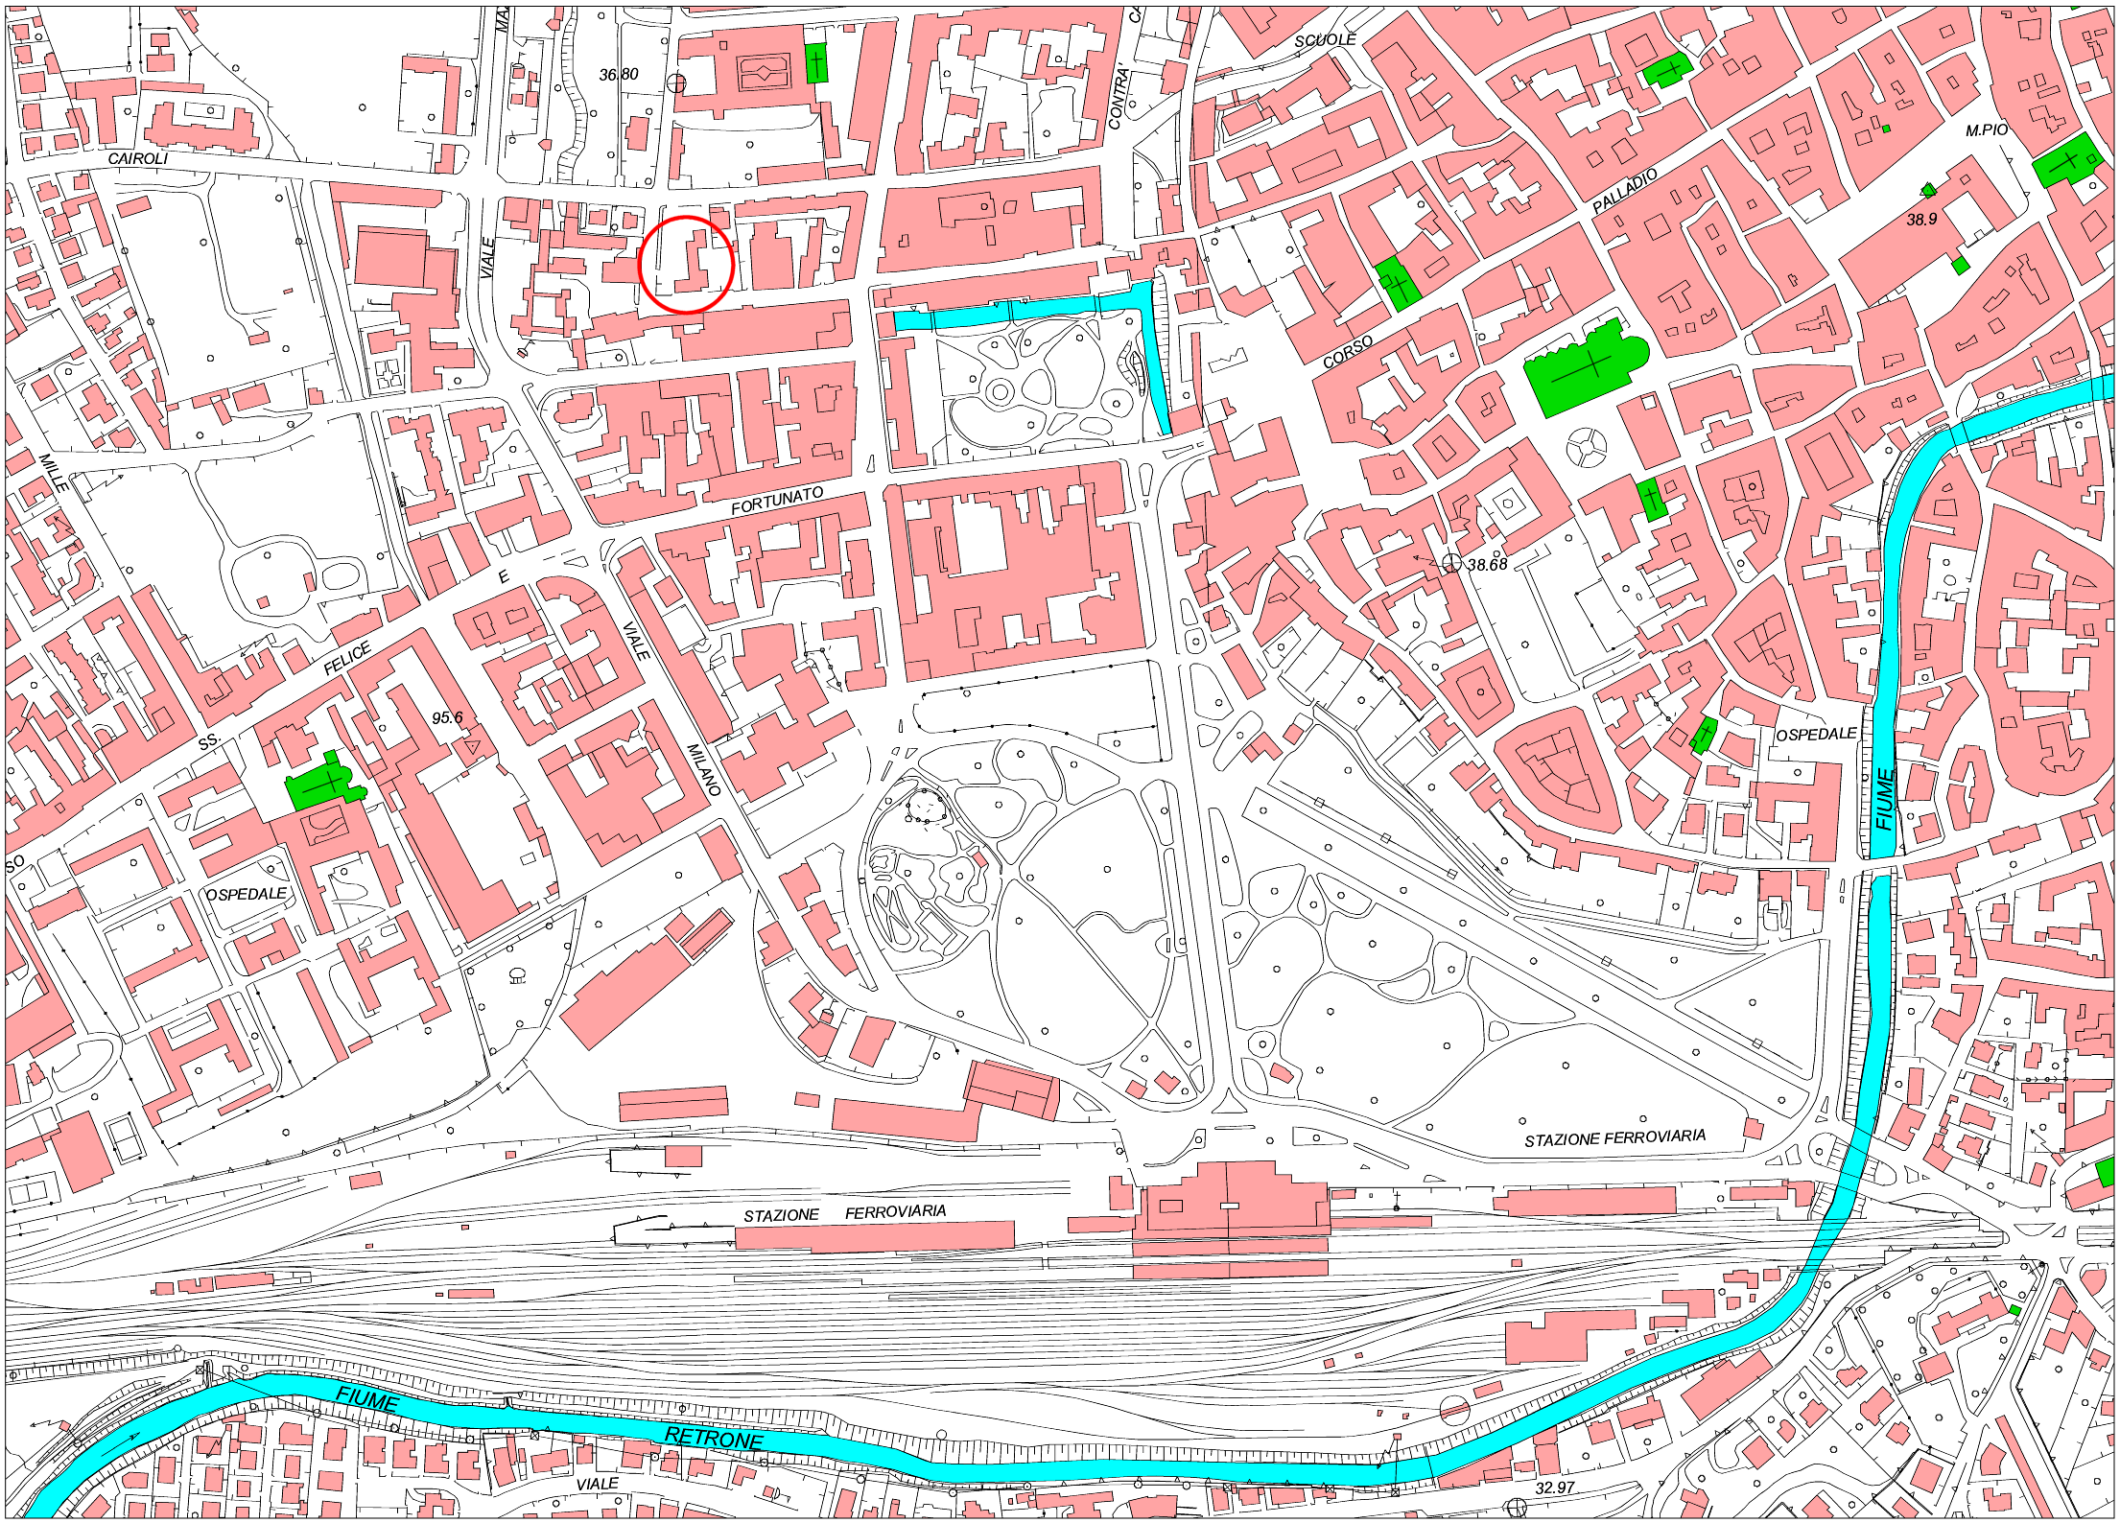 SCUOLE
36.80
CONTRA'
M.PIO
CAIROLI
PALLADIO
38.9
VIALE
CORSO
MILLE
FORTUNATO
38.68
E
VIALE
FELICE
95.6
SS.
OSPEDALE
MILANO
FIUME
OSPEDALE
STAZIONE FERROVIARIA
STAZIONE FERROVIARIA
FIUME
RETRONE
VIALE
32.97